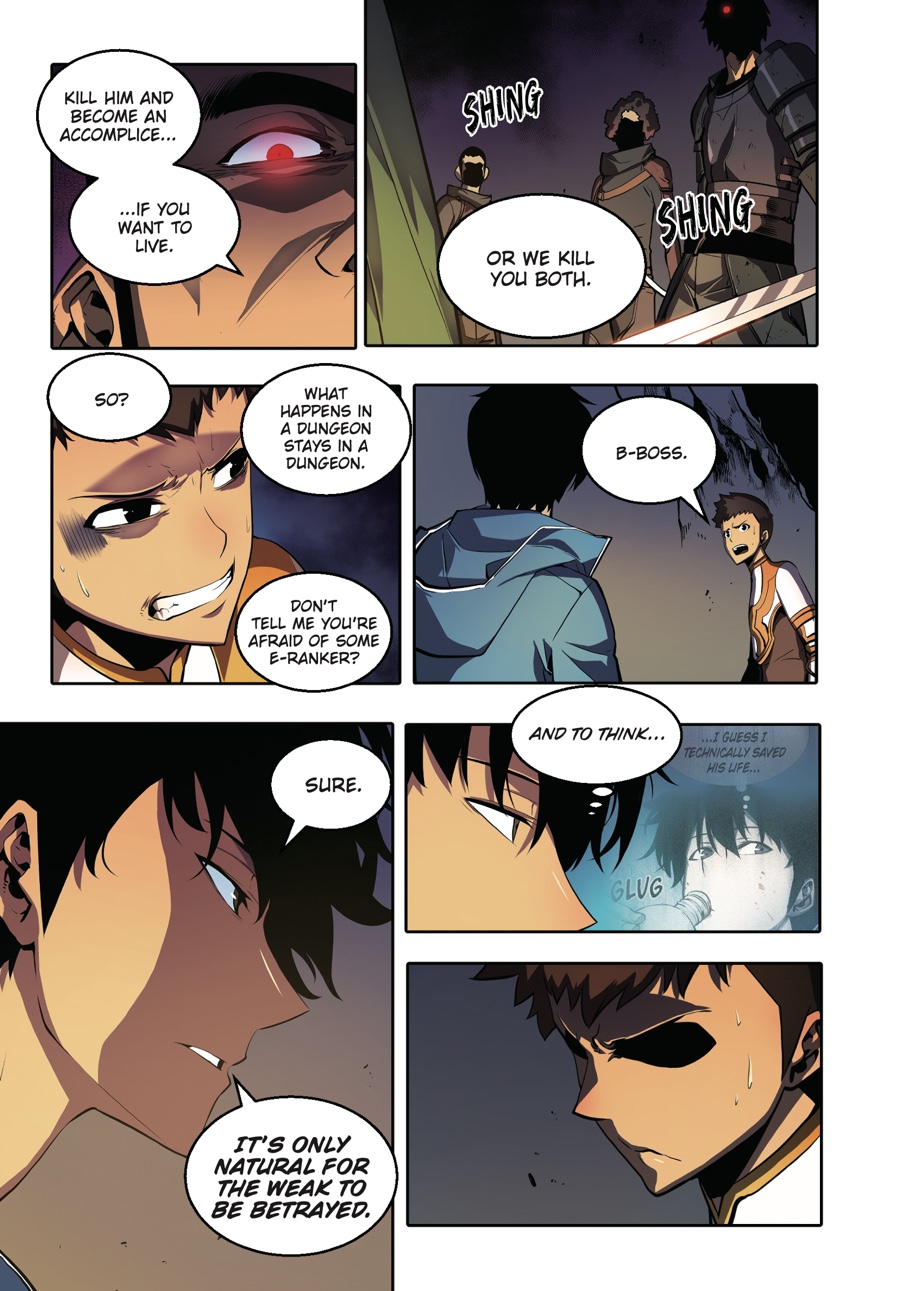 KILL HIM AND
BECOME AN
ACCOMPLICE...
...IF YOU
WANT TO
LIVE.
SHING
SHING
OR WE KILL
YOU BOTH.
SO?
WHAT
HAPPENS IN
A DUNGEON
STAYS IN A
DUNGEON.
DON'T
TELL ME YOU'RE
AFRAID OF SOME
E-RANKER?
B-BOSS.
SURE.
IT'S ONLY
NATURAL FOR
THE WEAK TO
BE BETRAYED.
AND TO THINK...
...I GUESS I
TECHNICALLY SAVED
HIS LIFE...
GLUG